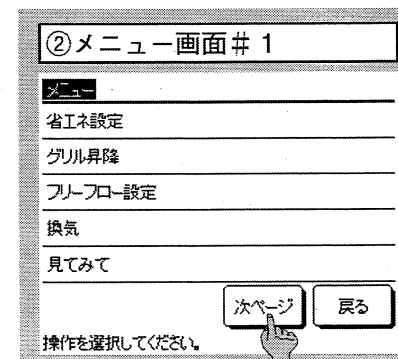 ②メニュー画面＃1
メニュー
省エネ設定
グリル昇降
フリーフロー設定
換気
見てみて
次ページ 戻る
操作を選択してください。